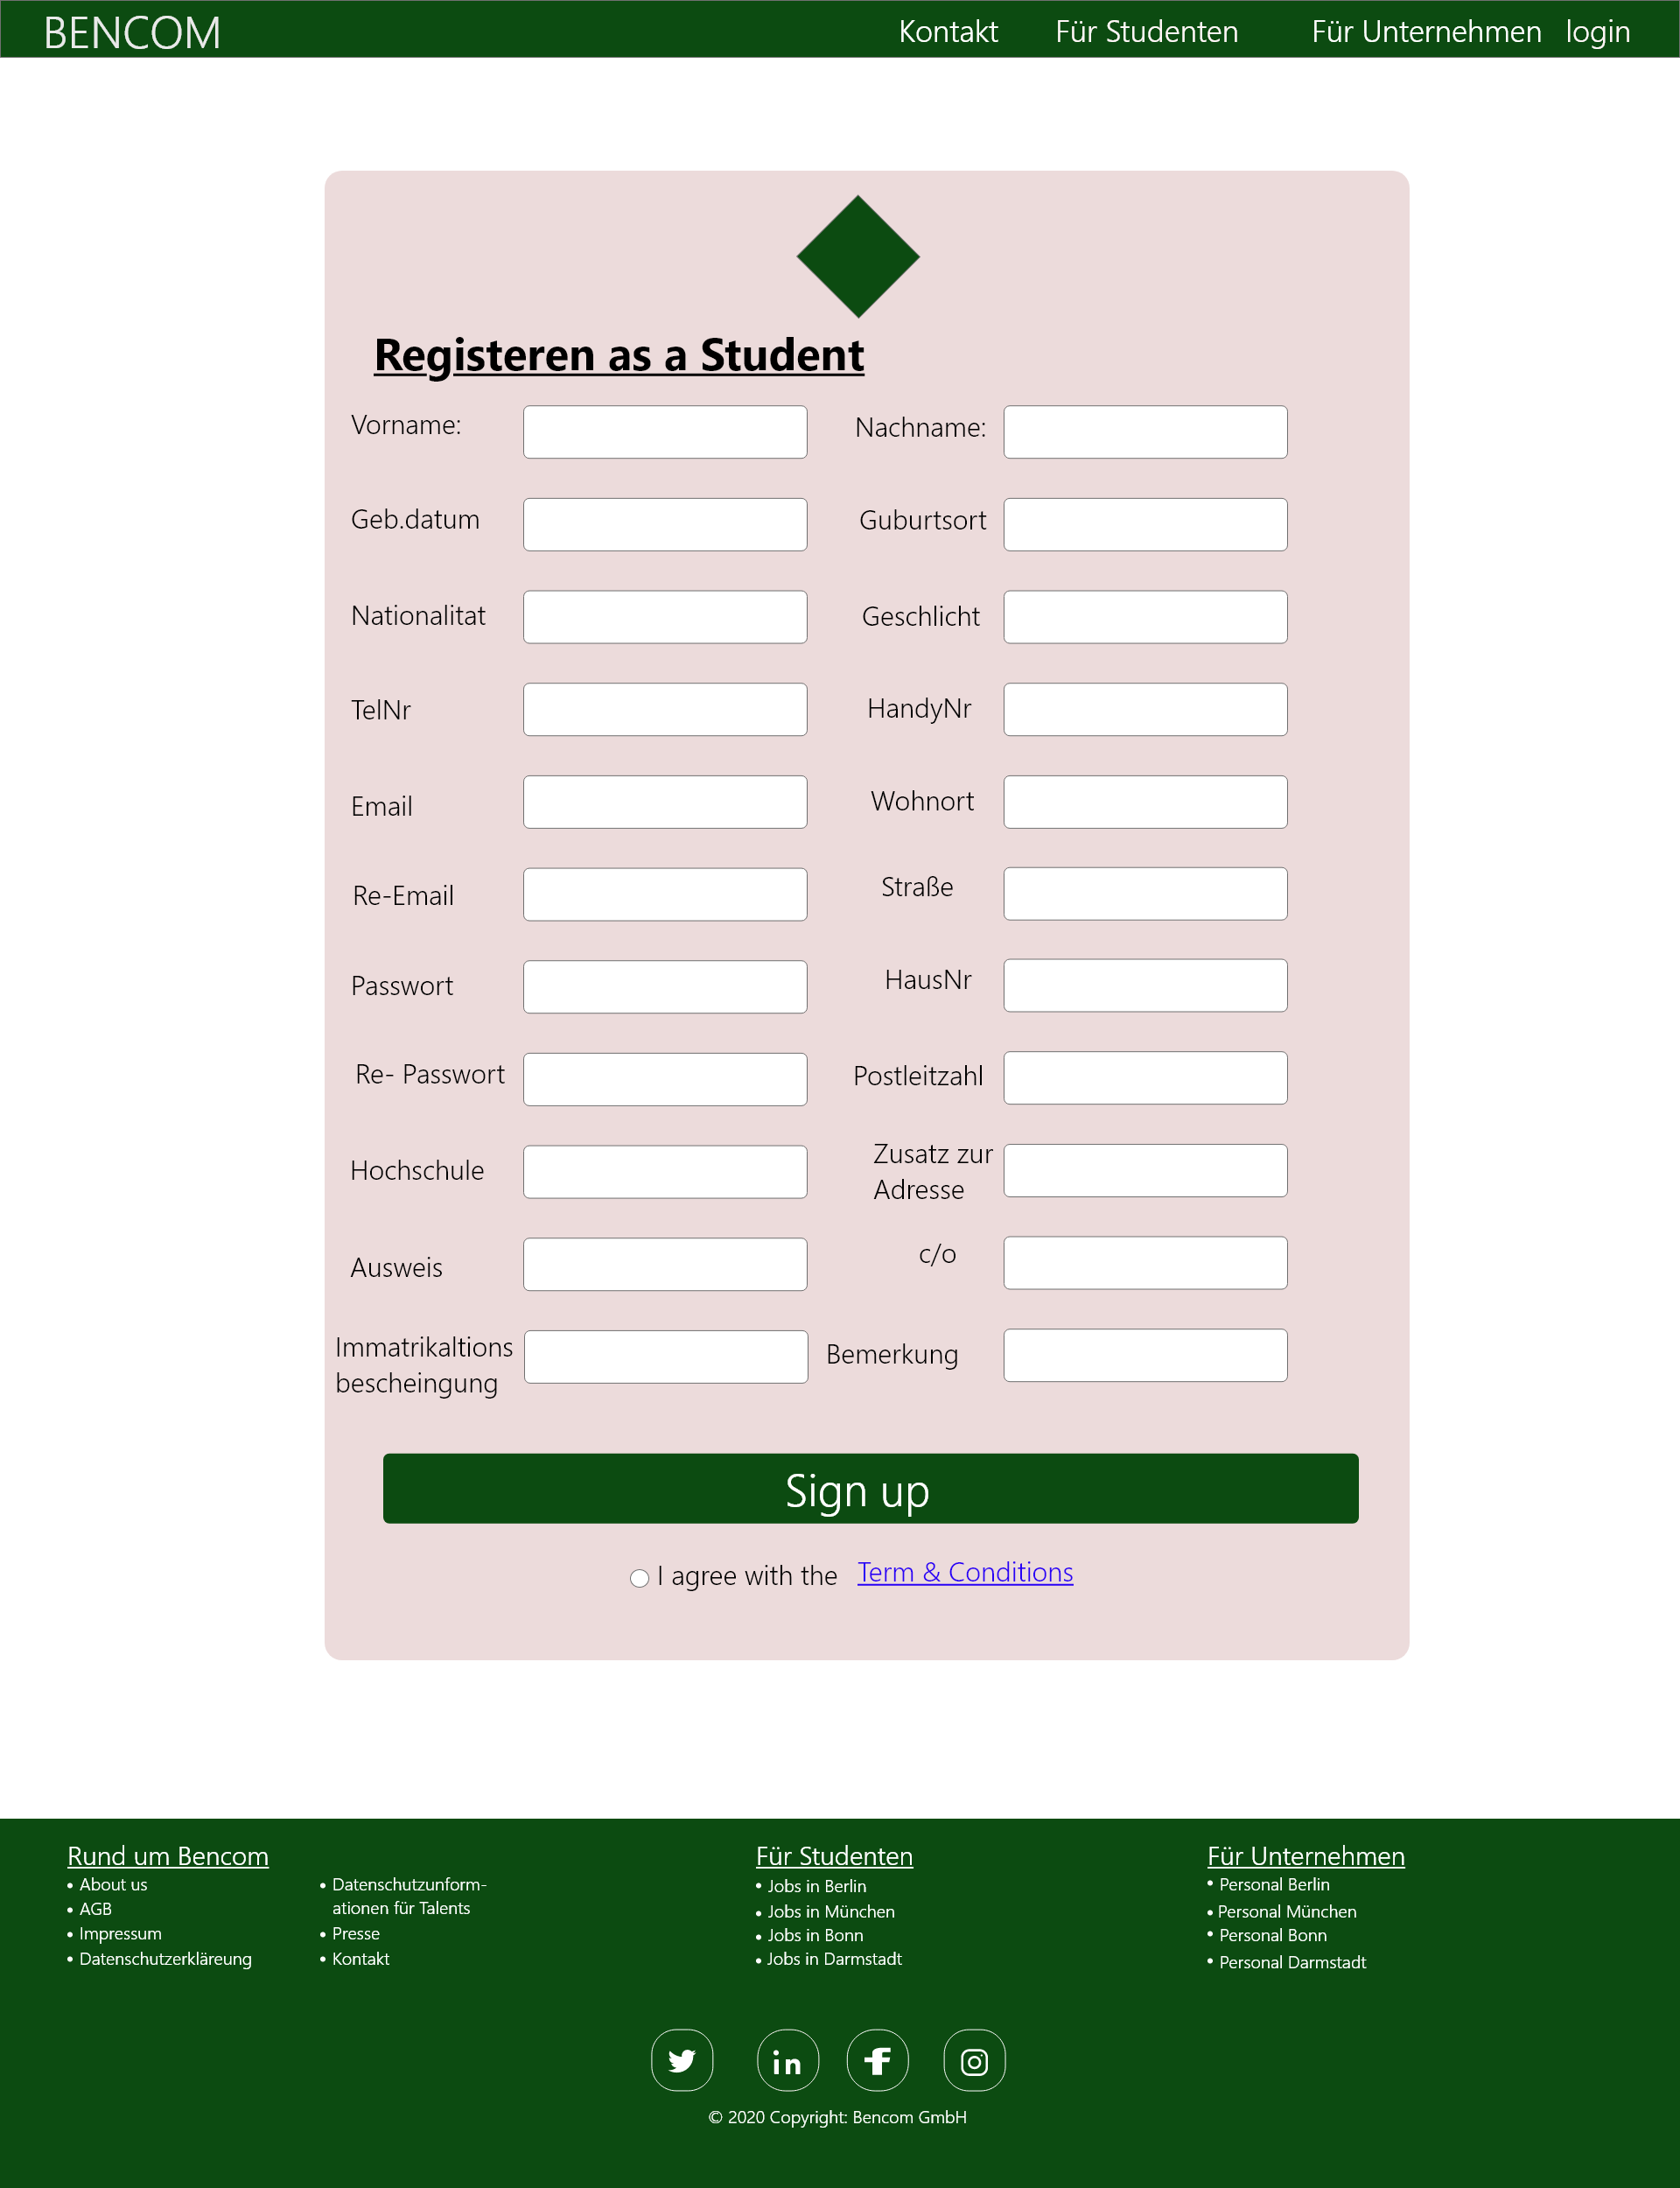 BENCOM
Kontakt
Für Studenten
Für Unternehmen
login
Registeren as a Student
Vorname:
Nachname:
Geb.datum
Guburtsort
Nationalitat
Geschlicht
TelNr
HandyNr
Email
Wohnort
Re-Email
Straße
Passwort
HausNr
Re- Passwort
Postleitzahl
Hochschule
Zusatz zur
Adresse
Ausweis
c/o
Immatrikaltions
bescheingung
Bemerkung
Sign up
I agree with the Term & Conditions
Rund um Bencom
• About us
• AGB
• Impressum
• Datenschutzerkläreung
• Datenschutzunform-
ationen für Talents
• Presse
• Kontakt
Für Studenten
• Jobs in Berlin
• Jobs in München
• Jobs in Bonn
• Jobs in Darmstadt
Für Unternehmen
• Personal Berlin
• Personal München
• Personal Bonn
• Personal Darmstadt
© 2020 Copyright: Bencom GmbH